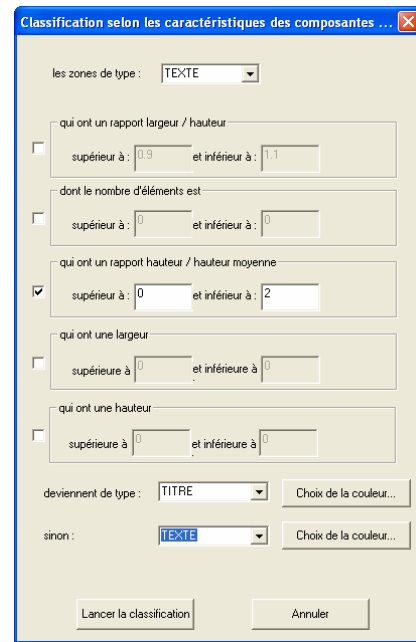 Classification selon les caractéristiques des composantes ...
les zones de type : TEXTE
qui ont un rapport largeur / hauteur
supérieur à : 0.9 et inférieur à : 1.1
dont le nombre d'éléments est
supérieur à : 0 et inférieur à : 0
qui ont un rapport hauteur / hauteur moyenne
supérieur à : 0 et inférieur à : 2
qui ont une largeur
supérieure à 0 et inférieure à 0
qui ont une hauteur
supérieure à 0 et inférieure à 0
deviennent de type : TITRE Choix de la couleur...
sinon : TEXTE Choix de la couleur...
Lancer la classification Annuler